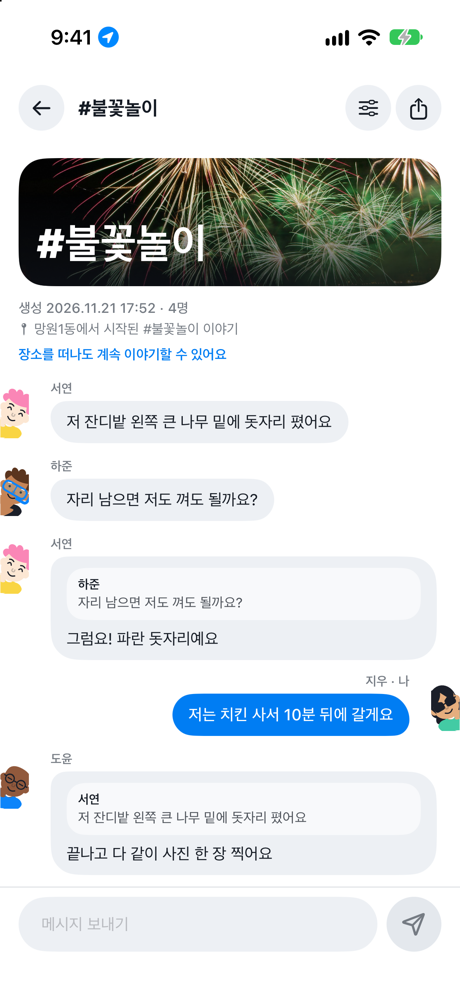 9:41
#불꽃놀이
#불꽃놀이
생성 2026.11.21 17:52 · 4명
망원1동에서 시작된 #불꽃놀이 이야기
장소를 떠나도 계속 이야기할 수 있어요
서연
저 잔디밭 왼쪽 큰 나무 밑에 돗자리 폈어요
하준
자리 남으면 저도 껴도 될까요?
서연
하준
자리 남으면 저도 껴도 될까요?
그럼요! 파란 돗자리예요
지우 · 나
저는 치킨 사서 10분 뒤에 갈게요
도윤
서연
저 잔디밭 왼쪽 큰 나무 밑에 돗자리 폈어요
끝나고 다 같이 사진 한 장 찍어요
메시지 보내기